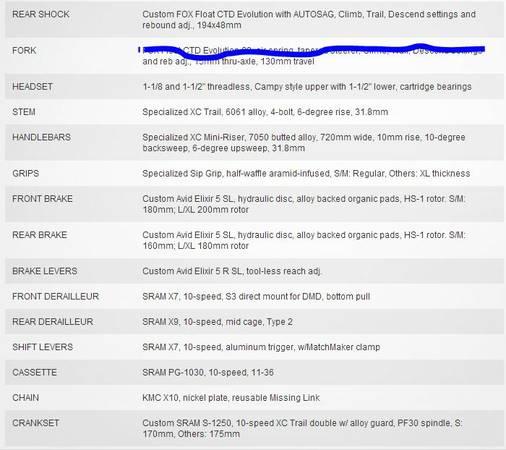 REAR SHOCK
Custom FOX Float CTD Evolution with AUTOSAG, Climb, Trail, Descend settings and
rebound adj., 194x48mm
FORK
CTD Evolution
and reb adj., 15mm thru-axle, 130mm travel
HEADSET
1-1/8 and 1-1/2" threadless, Campy style upper with 1-1/2" lower, cartridge bearings
STEM
Specialized XC Trail, 6061 alloy, 4-bolt, 6-degree rise, 31.8mm
HANDLEBARS
Specialized XC Mini-Riser, 7050 butted alloy, 720mm wide, 10mm rise, 10-degree
backsweep, 6-degree upsweep, 31.8mm
GRIPS
Specialized Sip Grip, half-waffle aramid-infused, S/M: Regular, Others: XL thickness
FRONT BRAKE
Custom Avid Elixir 5 SL, hydraulic disc, alloy backed organic pads, HS-1 rotor. S/M:
180mm; L/XL 200mm rotor
REAR BRAKE
Custom Avid Elixir 5 SL, hydraulic disc, alloy backed organic pads, HS-1 rotor. S/M:
160mm; L/XL 180mm rotor
BRAKE LEVERS
Custom Avid Elixir 5 R SL, tool-less reach adj.
FRONT DERAILLEUR
SRAM X7, 10-speed, S3 direct mount for DMD, bottom pull
REAR DERAILLEUR
SRAM X9, 10-speed, mid cage, Type 2
SHIFT LEVERS
SRAM X7, 10-speed, aluminum trigger, w/MatchMaker clamp
CASSETTE
SRAM PG-1030, 10-speed, 11-36
CHAIN
KMC X10, nickel plate, reusable Missing Link
CRANKSET
Custom SRAM S-1250, 10-speed XC Trail double w/ alloy guard, PF30 spindle, S:
170mm, Others: 175mm